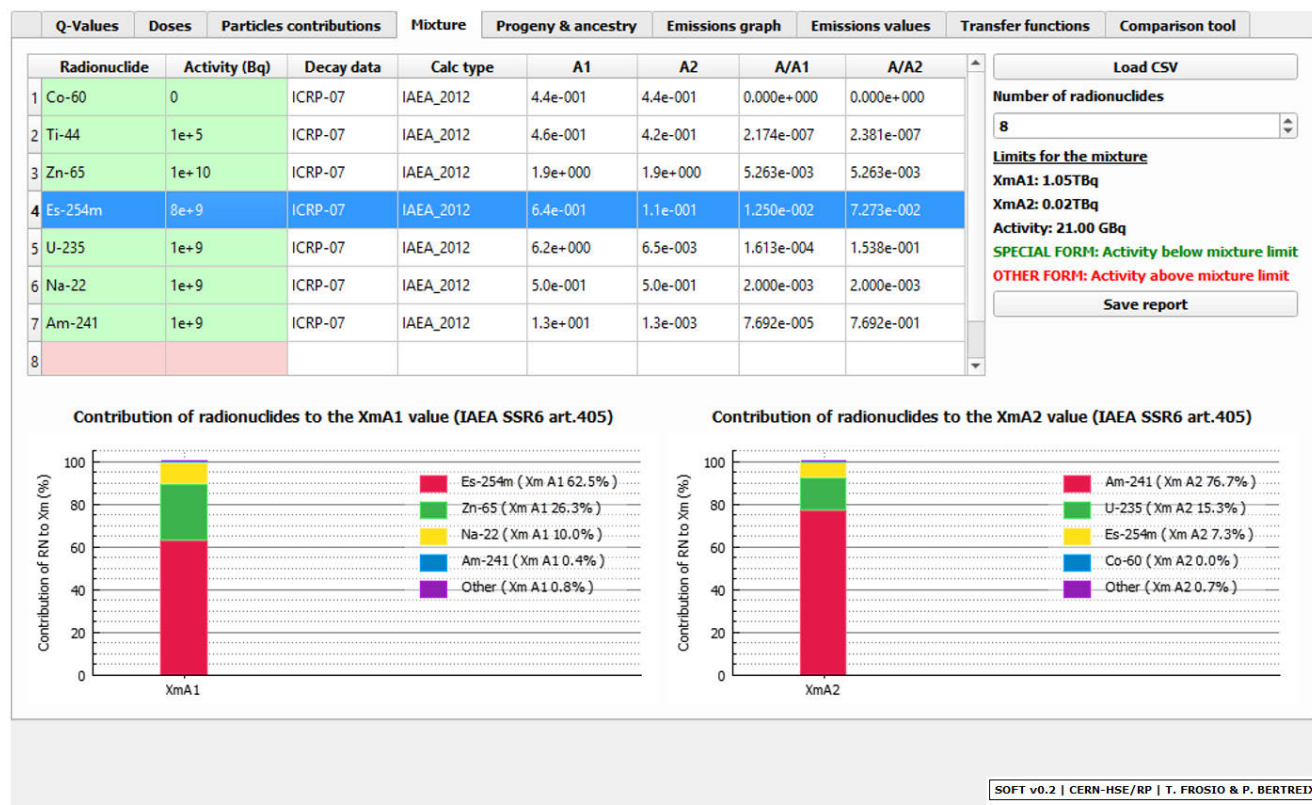 Q-Values Doses Particles contributions Mixture Progeny & ancestry Emissions graph Emissions values Transfer functions Comparison tool
Radionuclide Activity (Bq) Decay data Calc type A1 A2 A/A1 A/A2
1 Co-60 0 ICRP-07 IAEA_2012 4.4e-001 4.4e-001 0.000e+000 0.000e+000
2 Ti-44 1e+5 ICRP-07 IAEA_2012 4.6e-001 4.2e-001 2.174e-007 2.381e-007
3 Zn-65 1e+10 ICRP-07 IAEA_2012 1.9e+000 1.9e+000 5.263e-003 5.263e-003
4 Es-254m 8e+9 ICRP-07 IAEA_2012 6.4e-001 1.1e-001 1.250e-002 7.273e-002
5 U-235 1e+9 ICRP-07 IAEA_2012 6.2e+000 6.5e-003 1.613e-004 1.538e-001
6 Na-22 1e+9 ICRP-07 IAEA_2012 5.0e-001 5.0e-001 2.000e-003 2.000e-003
7 Am-241 1e+9 ICRP-07 IAEA_2012 1.3e+001 1.3e-003 7.692e-005 7.692e-001
8
Load CSV
Number of radionuclides
8
Limits for the mixture
XmA1: 1.05TBq
XmA2: 0.02TBq
Activity: 21.00 GBq
SPECIAL FORM: Activity below mixture limit
OTHER FORM: Activity above mixture limit
Save report
Contribution of radionuclides to the XmA1 value (IAEA SSR6 art.405)
Contribution of RN to Xm (%)
100
80
60
40
20
0
XmA1
Es-254m ( Xm A1 62.5% )
Zn-65 ( Xm A1 26.3% )
Na-22 ( Xm A1 10.0% )
Am-241 ( Xm A1 0.4% )
Other ( Xm A1 0.8% )
Contribution of radionuclides to the XmA2 value (IAEA SSR6 art.405)
Contribution of RN to Xm (%)
100
80
60
40
20
0
XmA2
Am-241 ( Xm A2 76.7% )
U-235 ( Xm A2 15.3% )
Es-254m ( Xm A2 7.3% )
Co-60 ( Xm A2 0.0% )
Other ( Xm A2 0.7% )
SOFT v0.2 | CERN-HSE/RP | T. FROSIO & P. BERTREIX